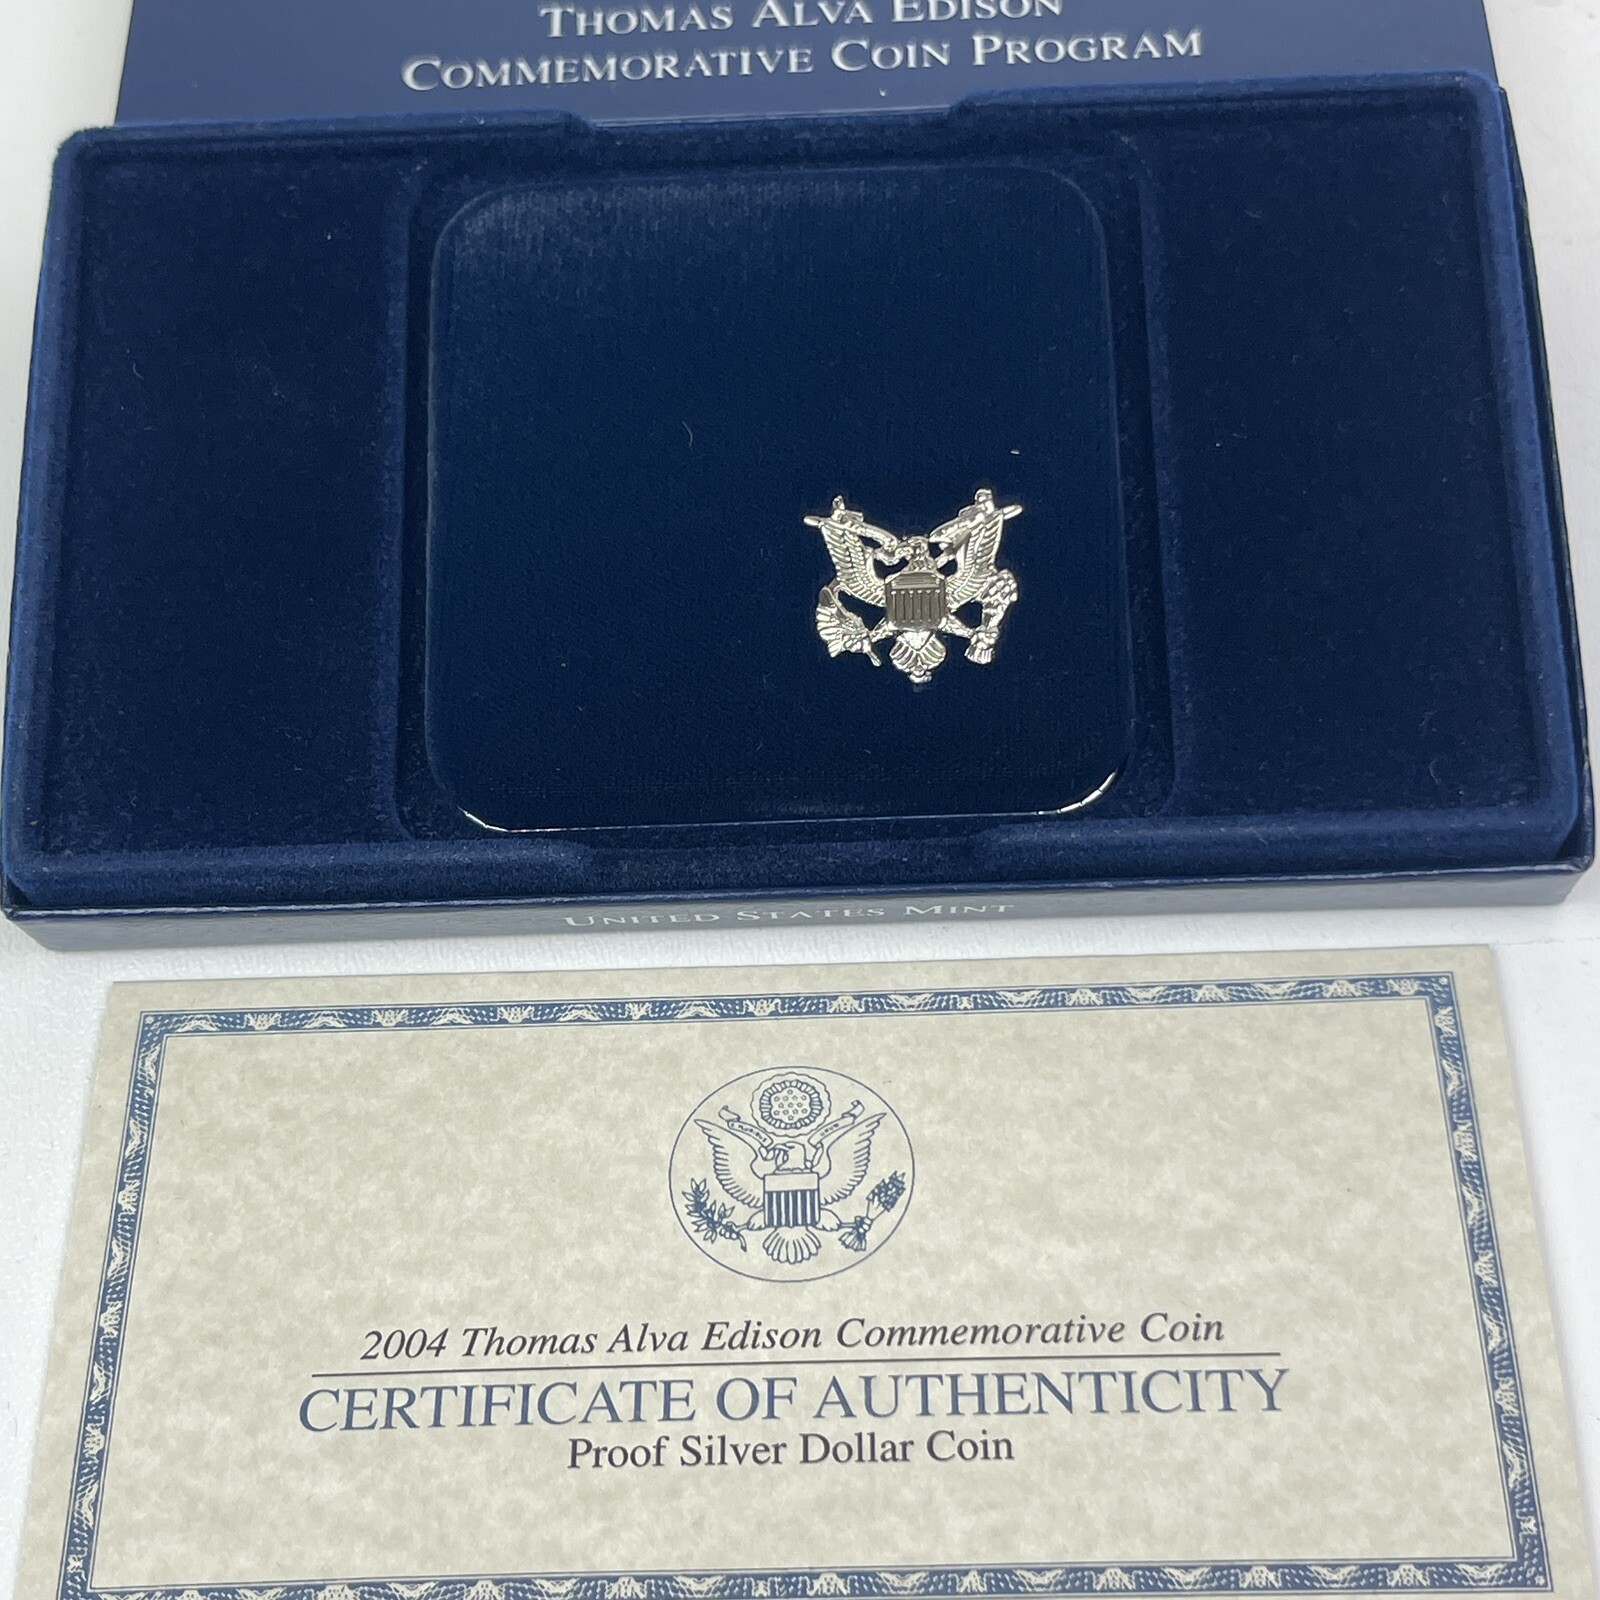 THOMAS ALVA EDISON
COMMEMORATIVE COIN PROGRAM
UNITED STATES MINT
2004 Thomas Alva Edison Commemorative Coin
CERTIFICATE OF AUTHENTICITY
Proof Silver Dollar Coin